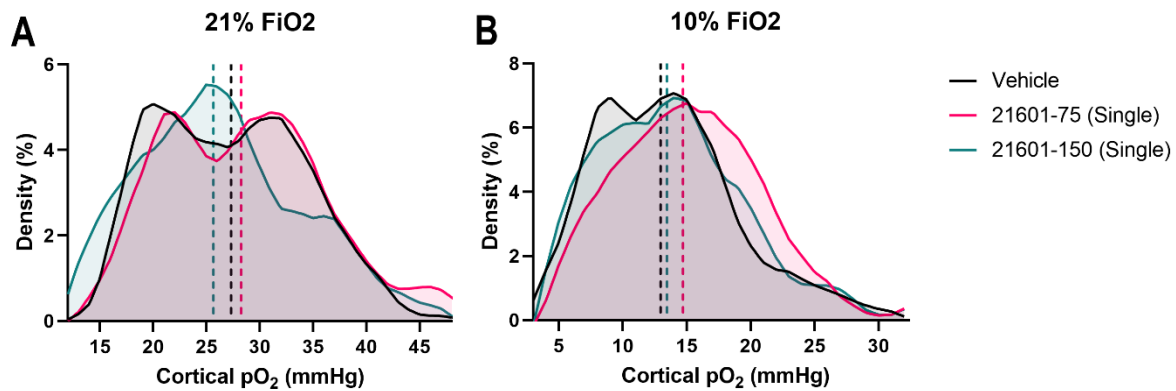 A
21% FiO2
Density (%)
6
4
2
0
15 20 25 30 35 40 45
Cortical pO₂ (mmHg)
B
10% FiO2
Density (%)
8
6
4
2
0
5 10 15 20 25 30
Cortical pO₂ (mmHg)
Vehicle
21601-75 (Single)
21601-150 (Single)